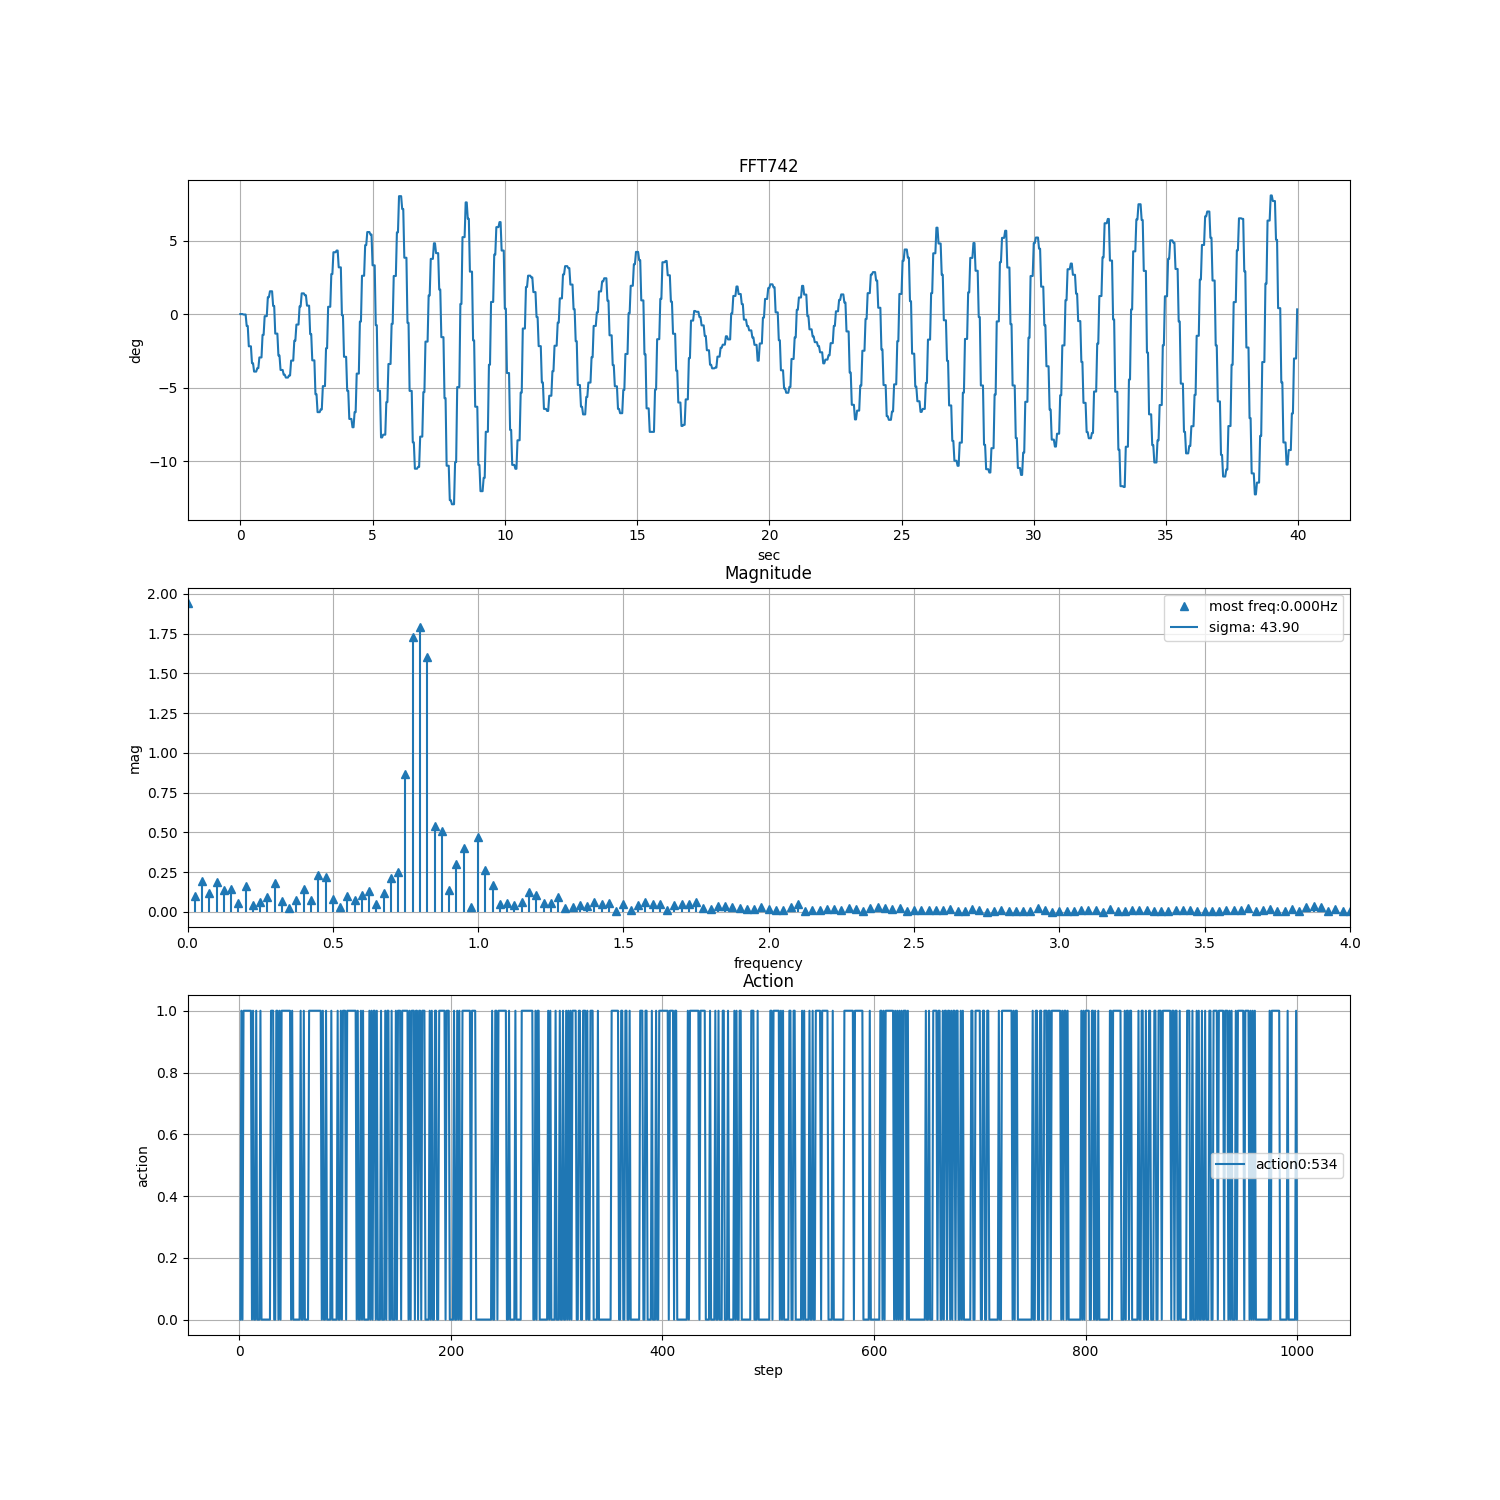 FFT742
5
0
−5
−10
deg
0 5 10 15 20 25 30 35 40
sec
Magnitude
2.00
1.75
1.50
1.25
1.00
0.75
0.50
0.25
0.00
mag
most freq:0.000Hz
sigma: 43.90
0.0 0.5 1.0 1.5 2.0 2.5 3.0 3.5 4.0
frequency
Action
1.0
0.8
0.6
0.4
0.2
0.0
action
action0:534
0 200 400 600 800 1000
step